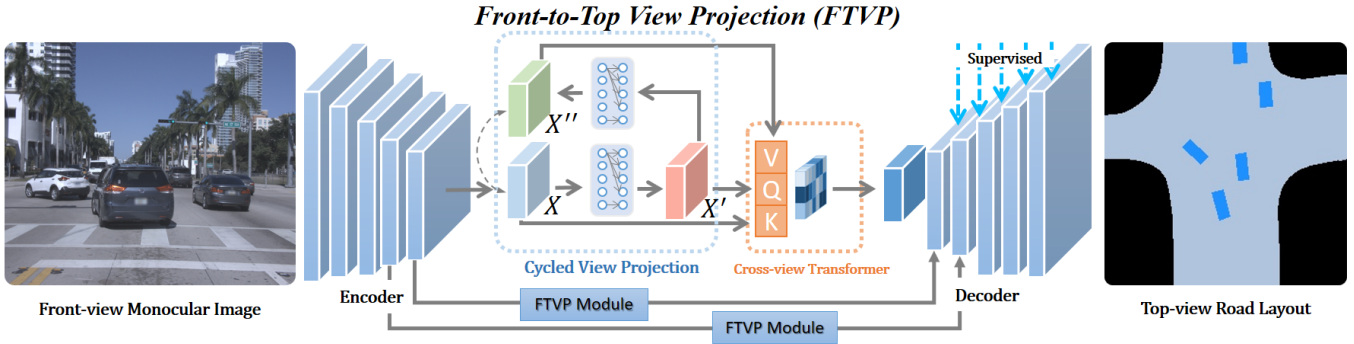 Front-to-Top View Projection (FTVP)
Supervised
X''
V
X
X'
Q
K
Cycled View Projection
Cross-view Transformer
Encoder
Decoder
Front-view Monocular Image
FTVP Module
FTVP Module
Top-view Road Layout